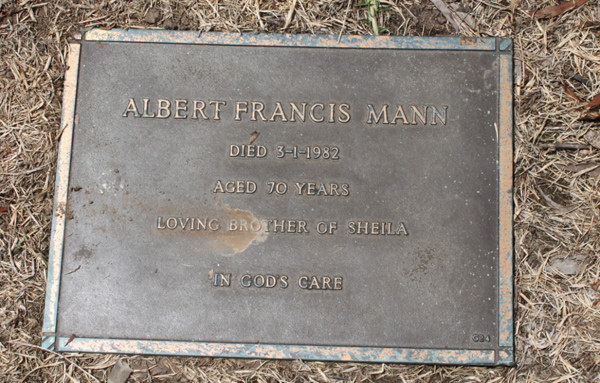 ALBERT FRANCIS MANN
DIED 3-1-1982
AGED 70 YEARS
LOVING BROTHER OF SHEILA
IN GOD'S CARE